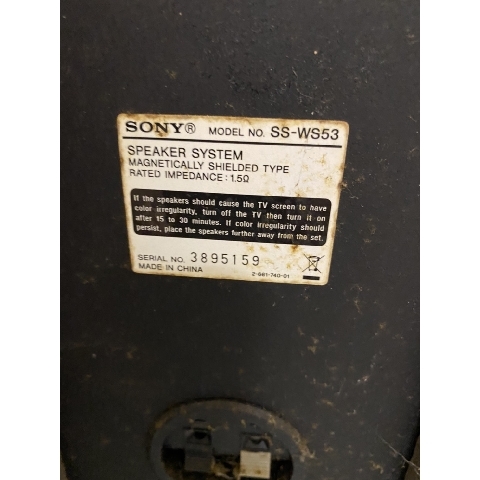 SONY® MODEL NO. SS-WS53
SPEAKER SYSTEM
MAGNETICALLY SHIELDED TYPE
RATED IMPEDANCE : 1.5Ω
If the speakers should cause the TV screen to have
color irregularity, turn off the TV then turn it on
after 15 to 30 minutes. If color irregularity should
persist, place the speakers further away from the set.
SERIAL NO. 3895159
MADE IN CHINA 2-681-740-01